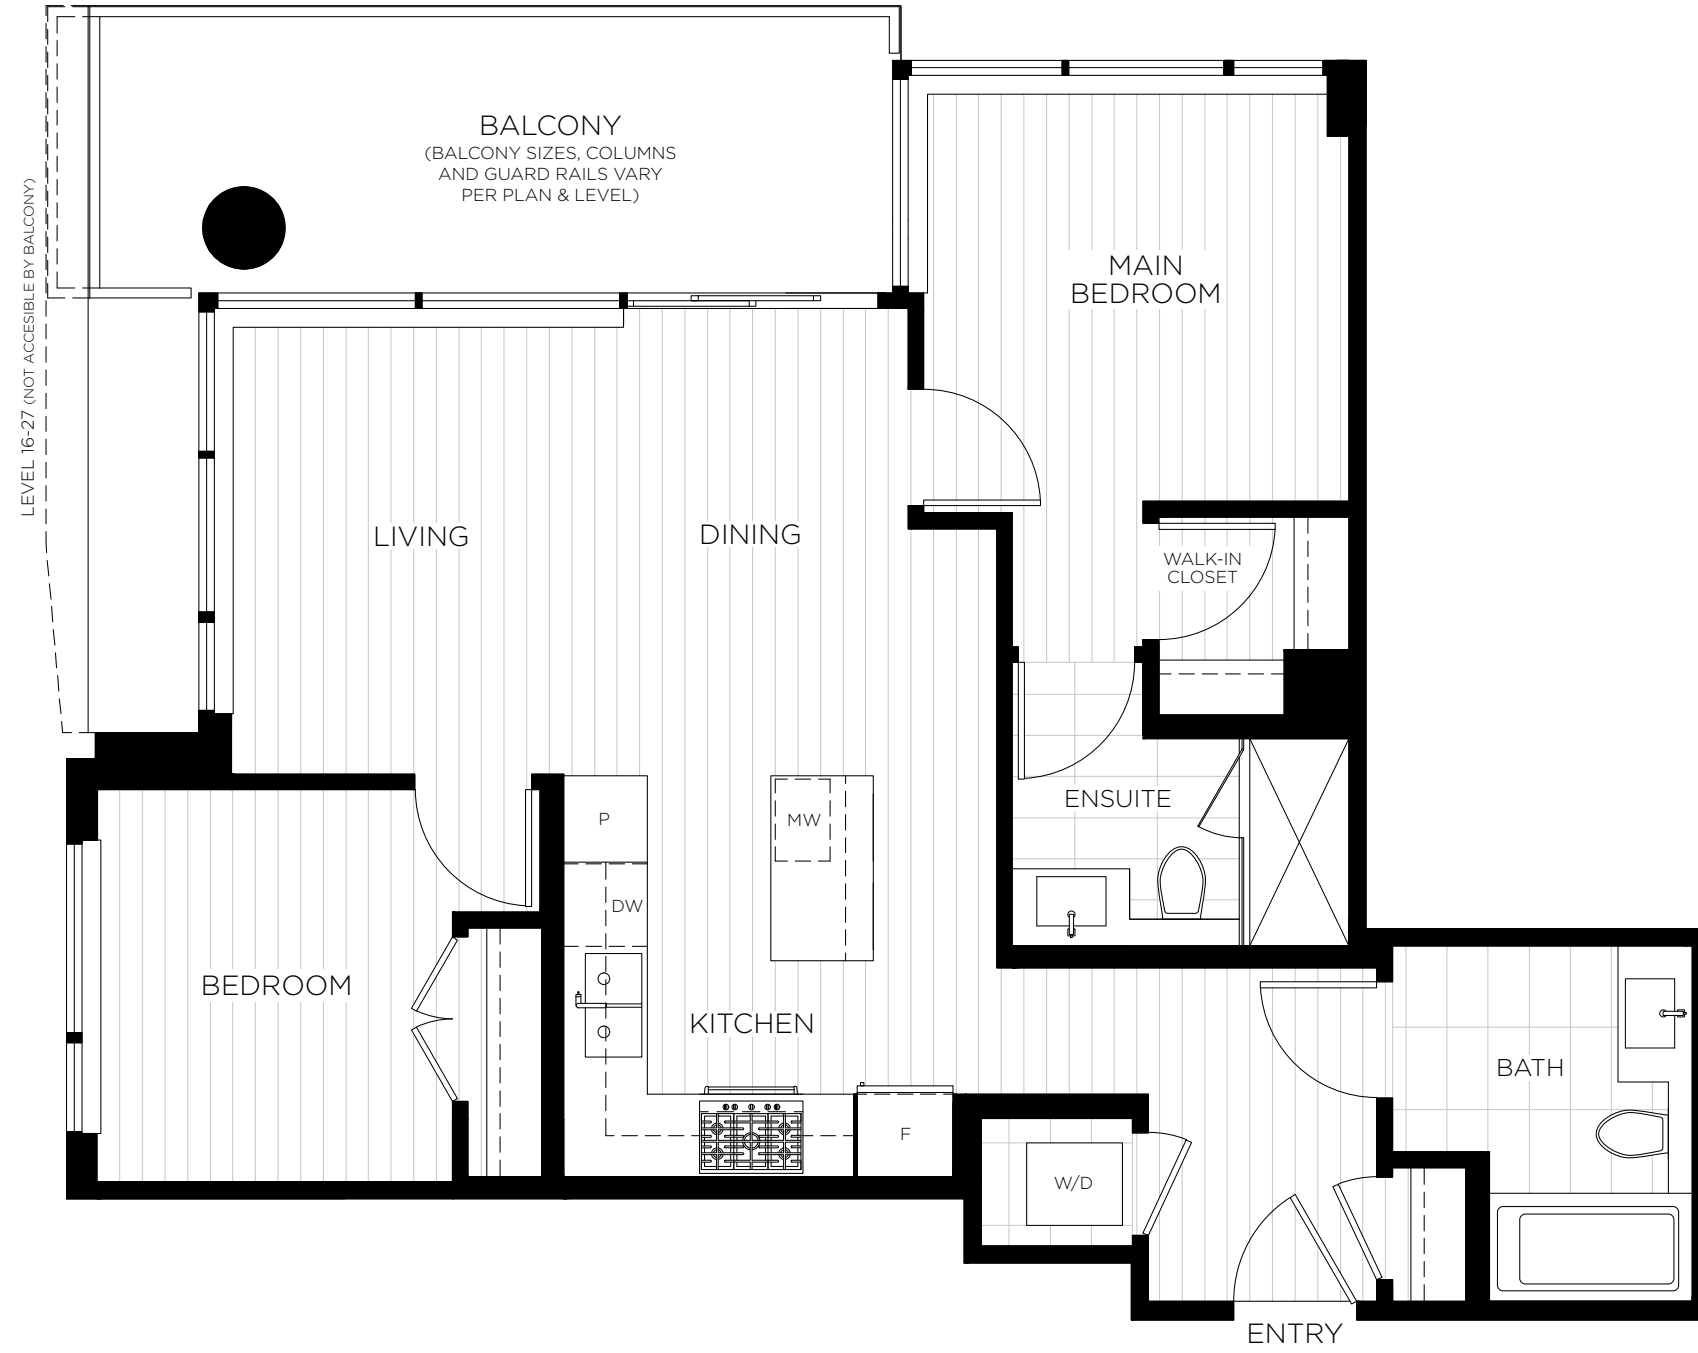 BALCONY
(BALCONY SIZES, COLUMNS
AND GUARD RAILS VARY
PER PLAN & LEVEL)
LEVEL 16-27 (NOT ACCESIBLE BY BALCONY)
MAIN
BEDROOM
LIVING
DINING
WALK-IN
CLOSET
ENSUITE
P
MW
DW
BEDROOM
KITCHEN
BATH
F
W/D
ENTRY